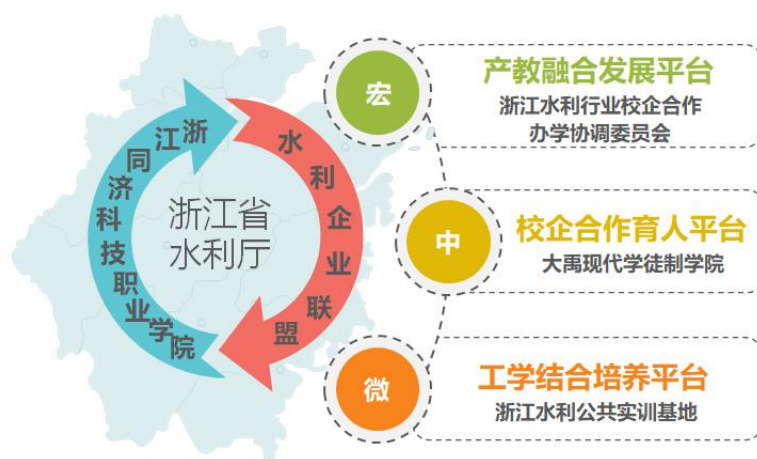 浙江同济科技职业学院
水利企业联盟
浙江省
水利厅
宏
产教融合发展平台
浙江水利行业校企合作
办学协调委员会
中
校企合作育人平台
大禹现代学徒制学院
微
工学结合培养平台
浙江水利公共实训基地